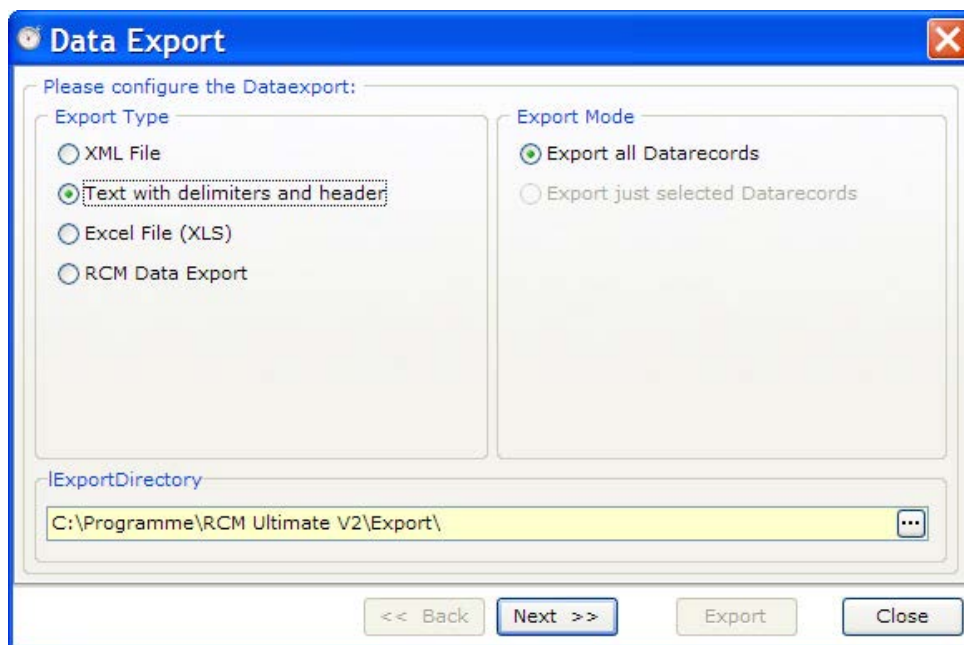 Data Export
Please configure the Dataexport:
Export Type
XML File
Text with delimiters and header
Excel File (XLS)
RCM Data Export
Export Mode
Export all Datarecords
Export just selected Datarecords
lExportDirectory
C:\Programme\RCM Ultimate V2\Export\
...
<< Back
Next >>
Export
Close